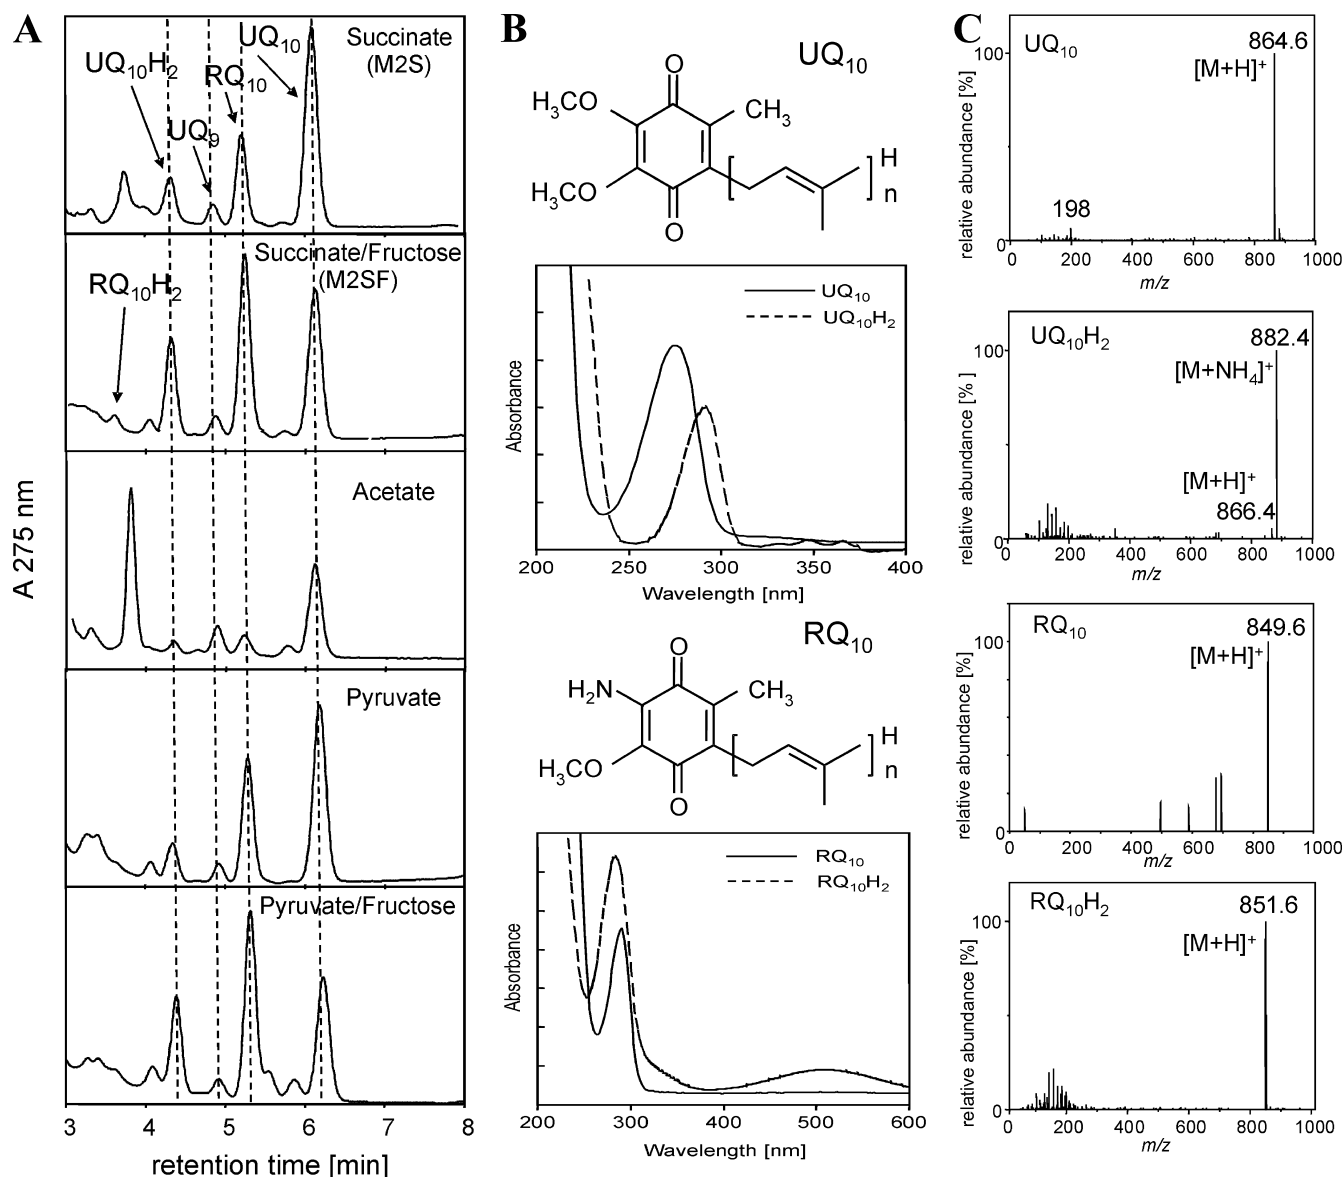 A
UQ10H2
UQ10
RQ10
UQ9
Succinate
(M2S)
RQ10H2
Succinate/Fructose
(M2SF)
Acetate
Pyruvate
Pyruvate/Fructose
A 275 nm
3 4 5 6 7 8
retention time [min]
B
UQ10
O
H3CO
CH3
H3CO
O
H
n
UQ10
UQ10H2
Absorbance
200 250 300 350 400
Wavelength [nm]
RQ10
O
H2N
CH3
H3CO
O
H
n
RQ10
RQ10H2
Absorbance
200 300 400 500 600
Wavelength [nm]
C
UQ10
864.6
[M+H]+
198
100
0
relative abundance [%]
0 200 400 600 800 1000
m/z
UQ10H2
882.4
[M+NH4]+
[M+H]+
866.4
100
0
relative abundance [% ]
0 200 400 600 800 1000
m/z
RQ10
849.6
[M+H]+
100
0
relative abundance [%]
0 200 400 600 800 1000
m/z
RQ10H2
851.6
[M+H]+
100
0
relative abundance [%]
0 200 400 600 800 1000
m/z